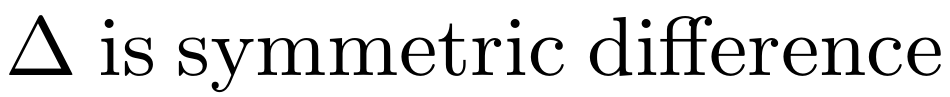 Δ is symmetric difference